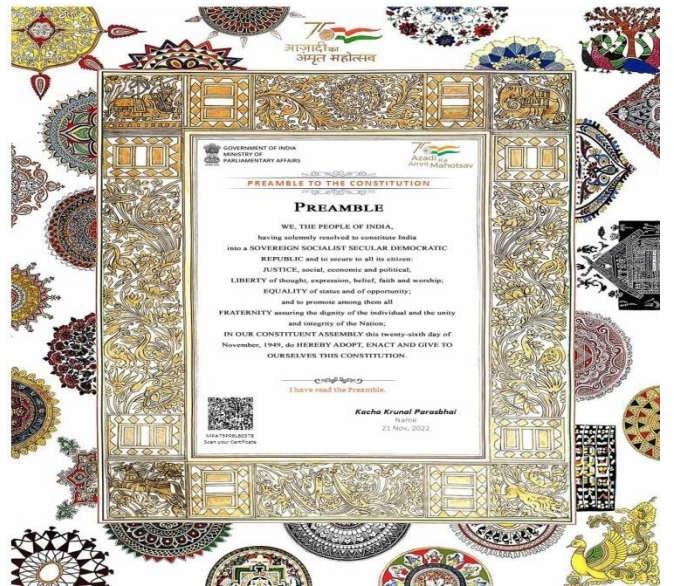 आज़ादी का
अमृत महोत्सव
GOVERNMENT OF INDIA
MINISTRY OF
PARLIAMENTARY AFFAIRS
Azadi Ka
Amrit Mahotsav
PREAMBLE TO THE CONSTITUTION
PREAMBLE
WE, THE PEOPLE OF INDIA,
having solemnly resolved to constitute India
into a SOVEREIGN SOCIALIST SECULAR DEMOCRATIC
REPUBLIC and to secure to all its citizen:
JUSTICE, social, economic and political;
LIBERTY of thought, expression, belief, faith and worship;
EQUALITY of status and of opportunity;
and to promote among them all
FRATERNITY assuring the dignity of the individual and the unity
and integrity of the Nation;
IN OUR CONSTITUENT ASSEMBLY this twenty-sixth day of
November, 1949, do HEREBY ADOPT, ENACT AND GIVE TO
OURSELVES THIS CONSTITUTION.
I have read the Preamble.
Kacha Krunal Parasbhai
Name
21 Nov, 2022
Scan your Certificate